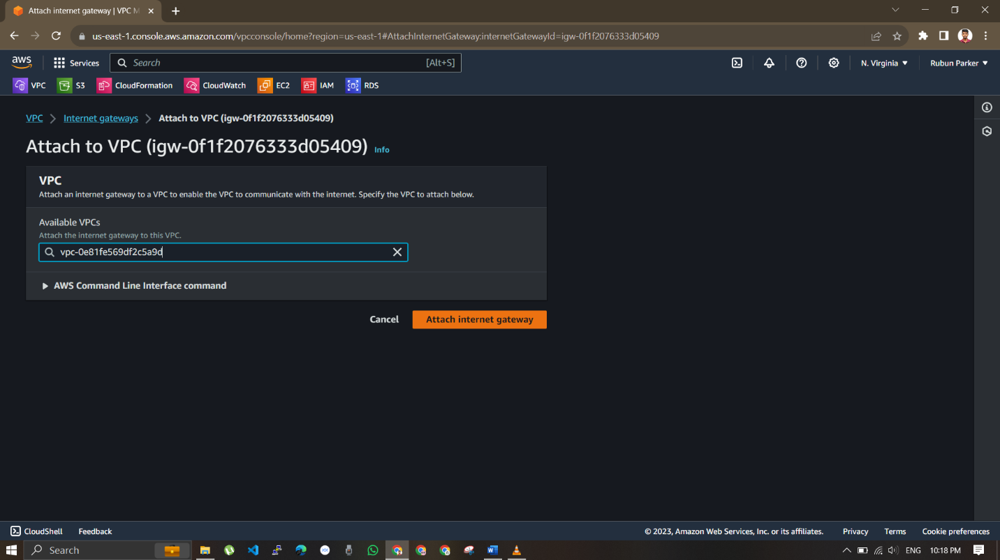 Attach internet gateway | VPC M
us-east-1.console.aws.amazon.com/vpcconsole/home?region=us-east-1#AttachInternetGateway:internetGatewayId=igw-0f1f2076333d05409
aws
Services
Search
[Alt+S]
N. Virginia
Rubun Parker
VPC
S3
CloudFormation
CloudWatch
EC2
IAM
RDS
VPC
Internet gateways
Attach to VPC (igw-0f1f2076333d05409)
Attach to VPC (igw-0f1f2076333d05409) Info
VPC
Attach an internet gateway to a VPC to enable the VPC to communicate with the internet. Specify the VPC to attach below.
Available VPCs
Attach the internet gateway to this VPC.
vpc-0e81fe569df2c5a9d
AWS Command Line Interface command
Cancel
Attach internet gateway
CloudShell
Feedback
© 2023, Amazon Web Services, Inc. or its affiliates.
Privacy
Terms
Cookie preferences
Search
ENG
10:18 PM